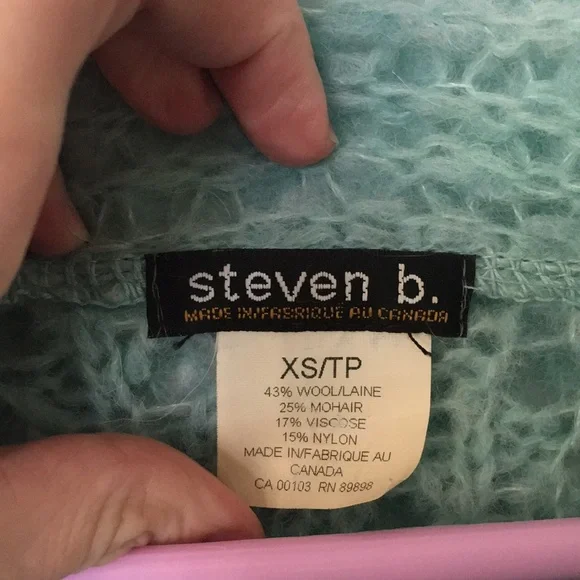 steven b.
MADE IN/FABRIQUE AU CANADA
XS/TP
43% WOOL/LAINE
25% MOHAIR
17% VISCOSE
15% NYLON
MADE IN/FABRIQUE AU
CANADA
CA 00103 RN 89898